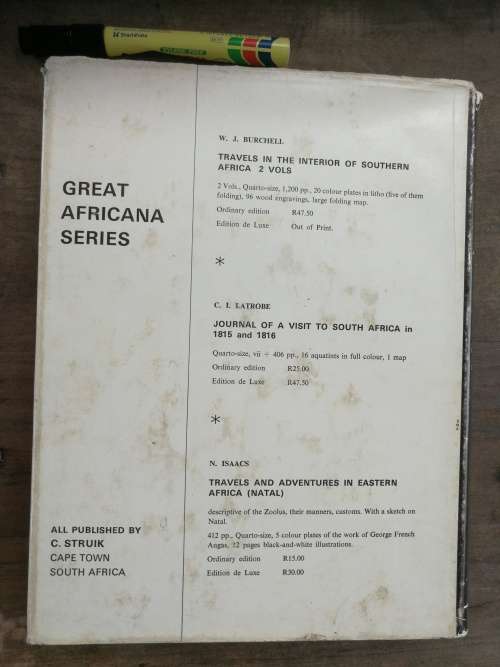 GREAT
AFRICANA
SERIES
ALL PUBLISHED BY
C. STRUIK
CAPE TOWN
SOUTH AFRICA
W. J. BURCHELL
TRAVELS IN THE INTERIOR OF SOUTHERN
AFRICA 2 VOLS
2 Vols., Quarto-size, 1,200 pp., 20 colour plates in litho (five of them
folding), 96 wood engravings, large folding map.
Ordinary edition R47.50
Edition de Luxe Out of Print.
*
C. I. LATROBE
JOURNAL OF A VISIT TO SOUTH AFRICA in
1815 and 1816
Quarto-size, vii + 406 pp., 16 aquatints in full colour, 1 map
Ordinary edition R25.00
Edition de Luxe R47.50
*
N. ISAACS
TRAVELS AND ADVENTURES IN EASTERN
AFRICA (NATAL)
descriptive of the Zoolus, their manners, customs. With a sketch on
Natal.
412 pp., Quarto-size, 5 colour plates of the work of George French
Angas, 12 pages black-and-white illustrations.
Ordinary edition R15.00
Edition de Luxe R30.00